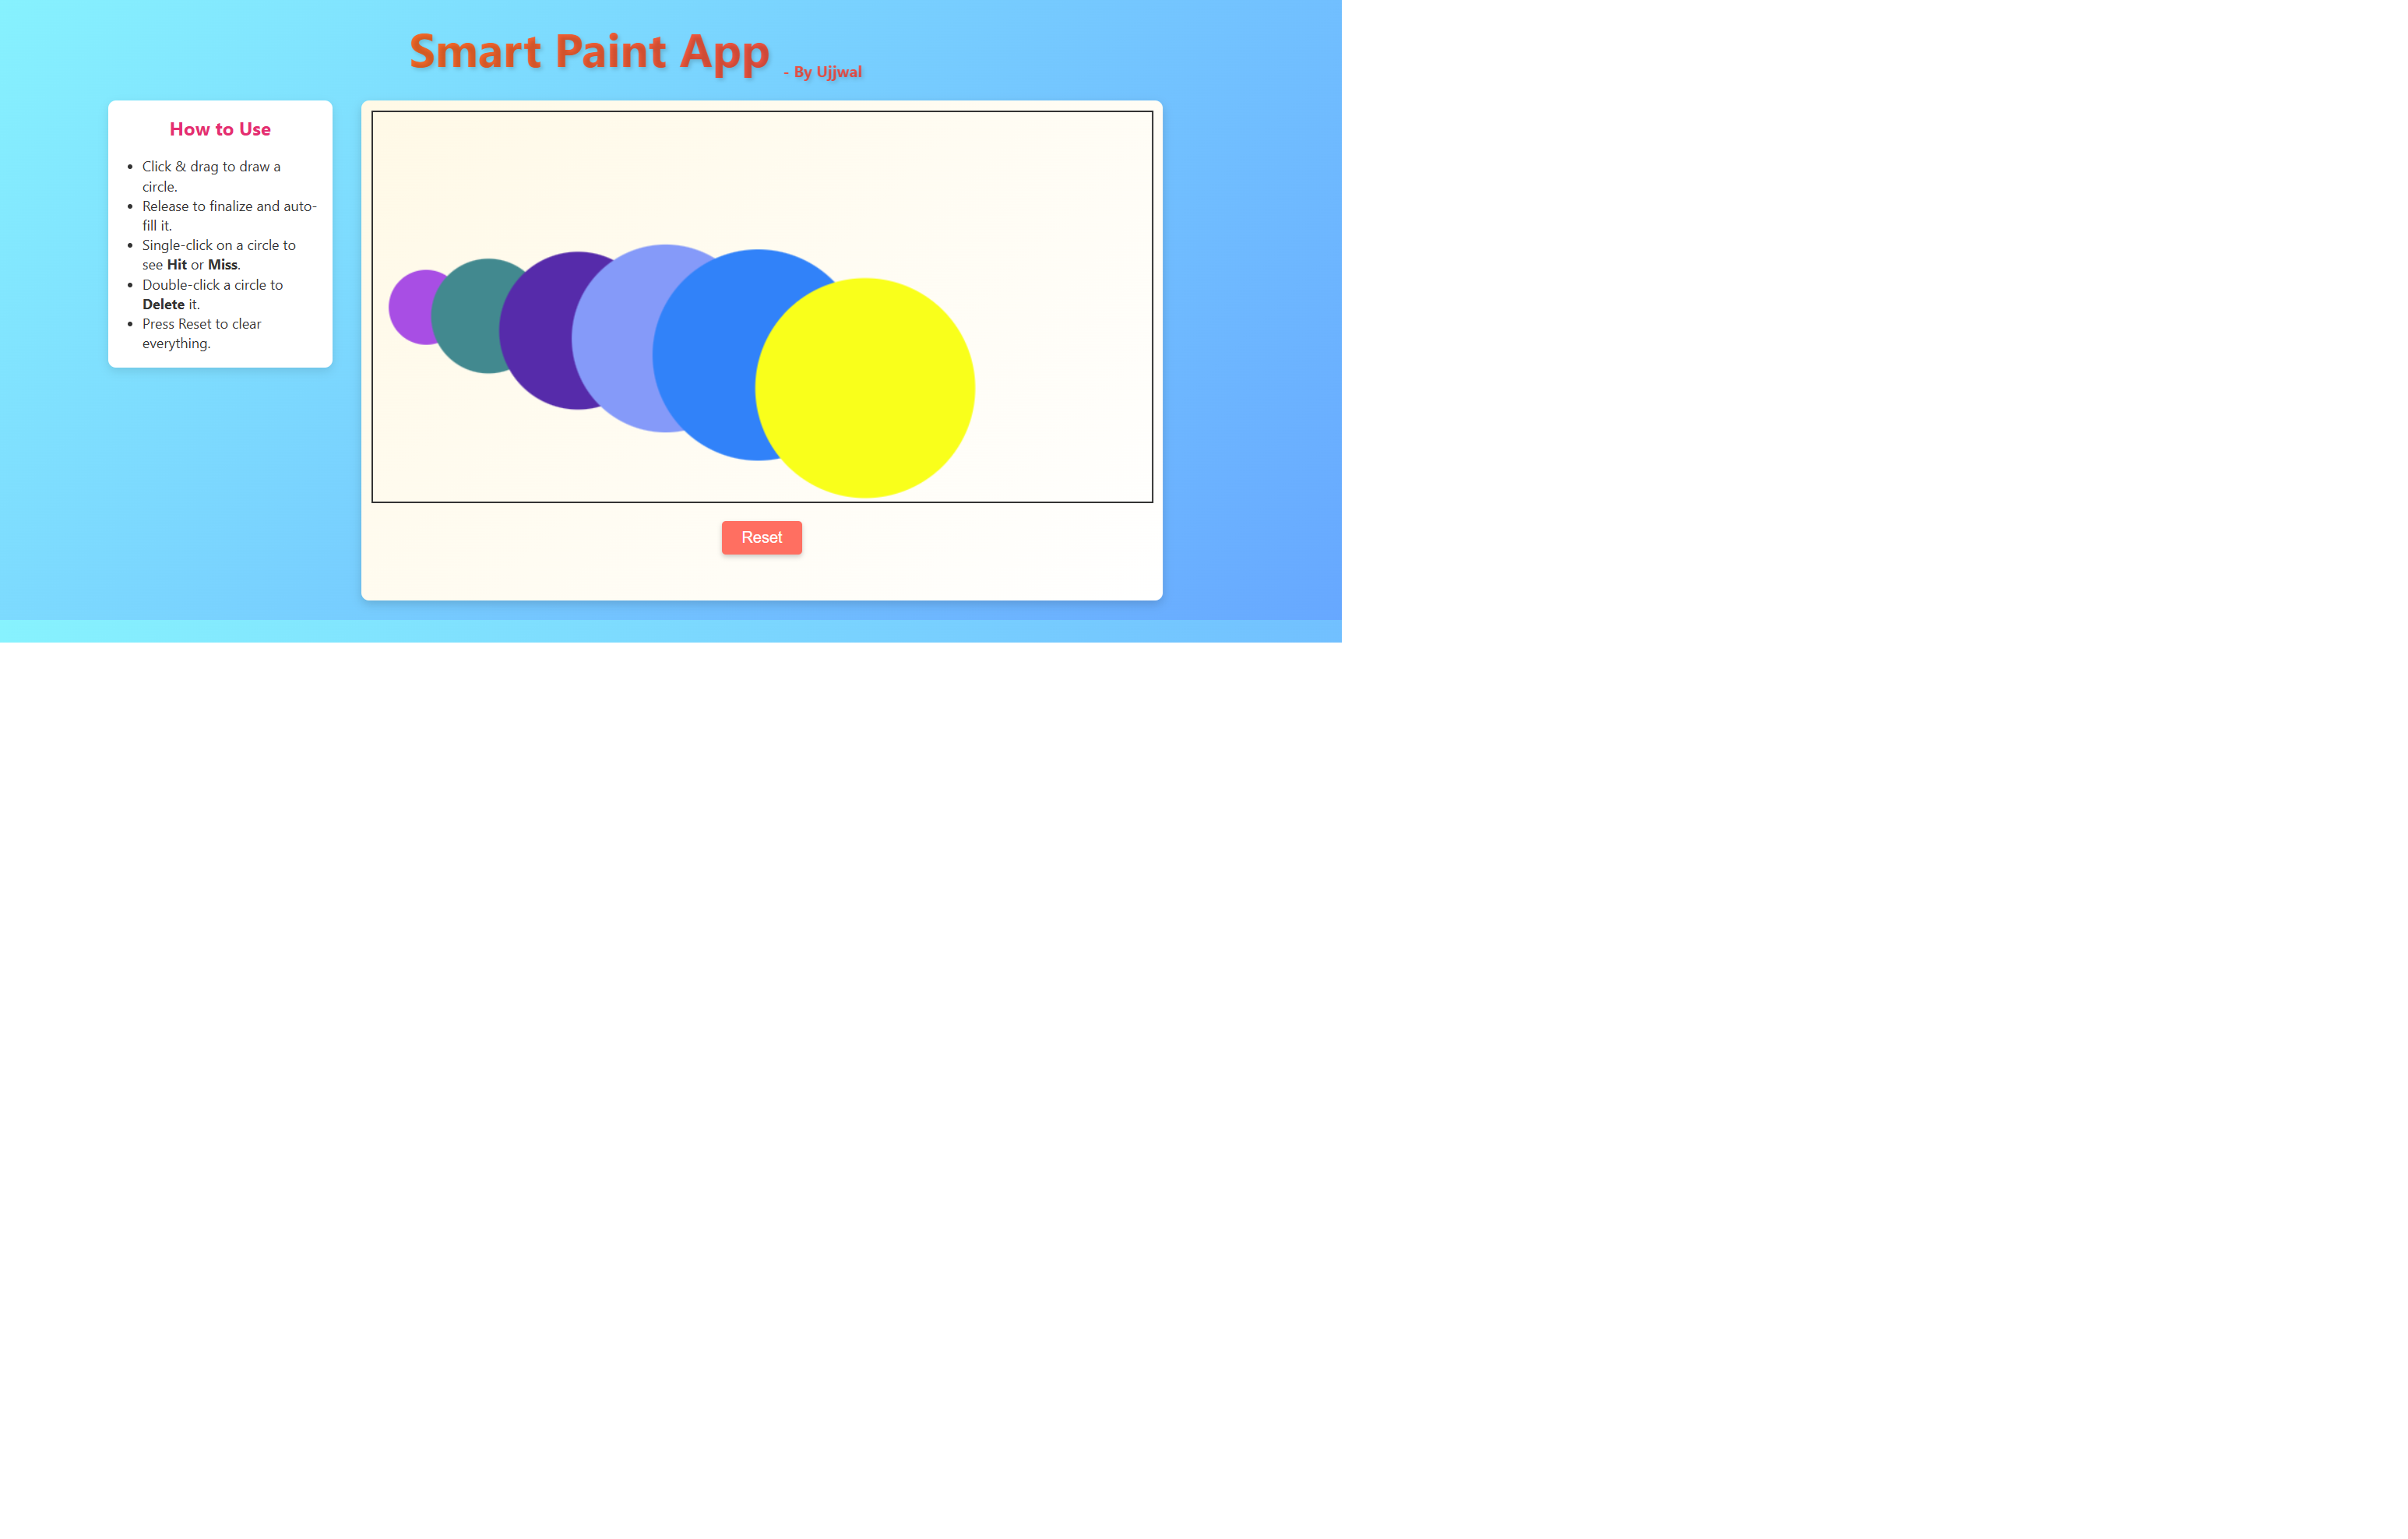 Smart Paint App - By Ujjwal
How to Use
Click & drag to draw a
circle.
Release to finalize and auto-
fill it.
Single-click on a circle to
see Hit or Miss.
Double-click a circle to
Delete it.
Press Reset to clear
everything.
Reset